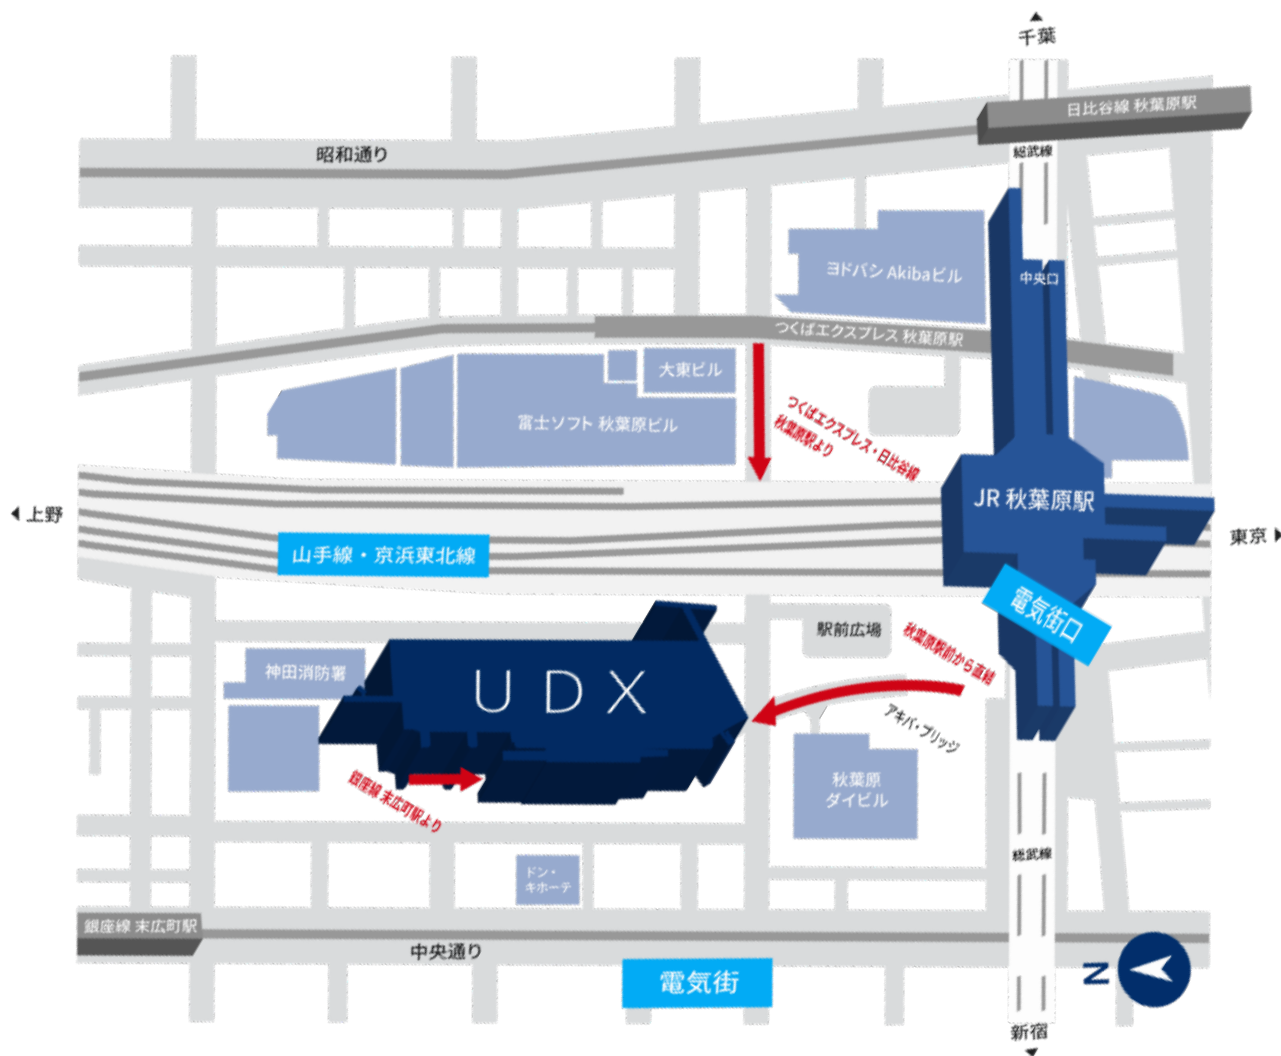 千葉
日比谷線 秋葉原駅
昭和通り
総武線
ヨドバシ Akibaビル
中央口
つくばエクスプレス 秋葉原駅
大東ビル
富士ソフト 秋葉原ビル
つくばエクスプレス・日比谷線
秋葉原駅より
JR 秋葉原駅
上野
東京
山手線・京浜東北線
電気街口
駅前広場
秋葉原駅前から直結
神田消防署
UDX
アキバ・ブリッジ
銀座線 末広町駅より
秋葉原
ダイビル
総武線
ドン・
キホーテ
銀座線 末広町駅
中央通り
電気街
N
新宿